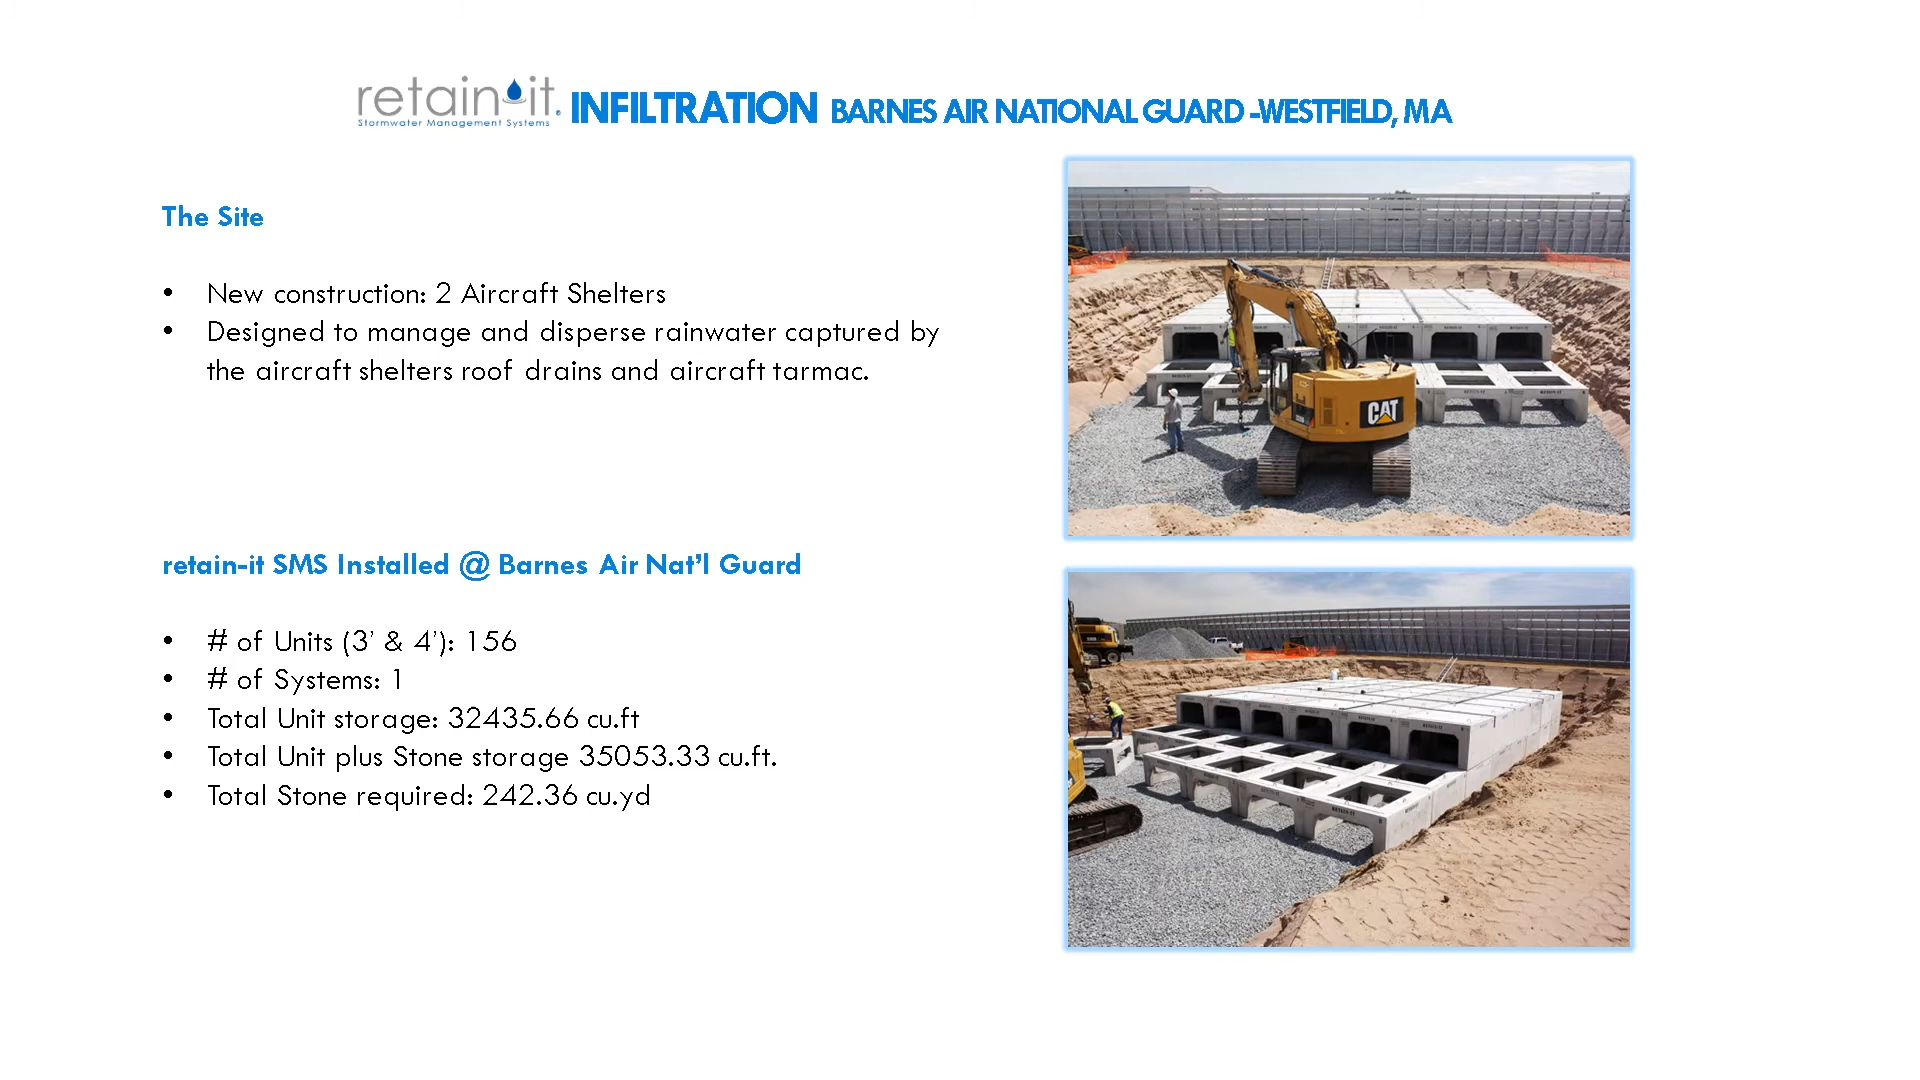 retain-it.
Stormwater Management Systems
INFILTRATION BARNES AIR NATIONAL GUARD -WESTFIELD, MA
The Site
• New construction: 2 Aircraft Shelters
• Designed to manage and disperse rainwater captured by
the aircraft shelters roof drains and aircraft tarmac.
retain-it SMS Installed @ Barnes Air Nat’l Guard
• # of Units (3’ & 4’): 156
• # of Systems: 1
• Total Unit storage: 32435.66 cu.ft
• Total Unit plus Stone storage 35053.33 cu.ft.
• Total Stone required: 242.36 cu.yd
CAT